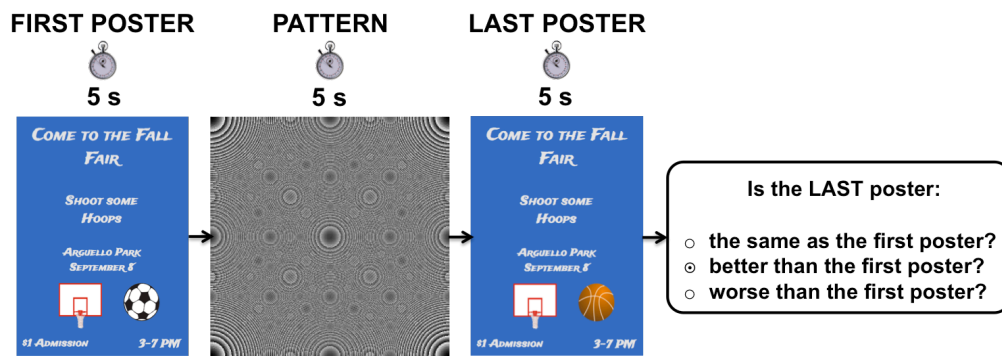 FIRST POSTER
5 s
COME TO THE FALL
FAIR
SHOOT SOME
HOOPS
ARGUELLO PARK
SEPTEMBER 8
$1 ADMISSION 3-7 PM
PATTERN
5 s
LAST POSTER
5 s
COME TO THE FALL
FAIR
SHOOT SOME
HOOPS
ARGUELLO PARK
SEPTEMBER 8
$1 ADMISSION 3-7 PM
Is the LAST poster:
the same as the first poster?
better than the first poster?
worse than the first poster?